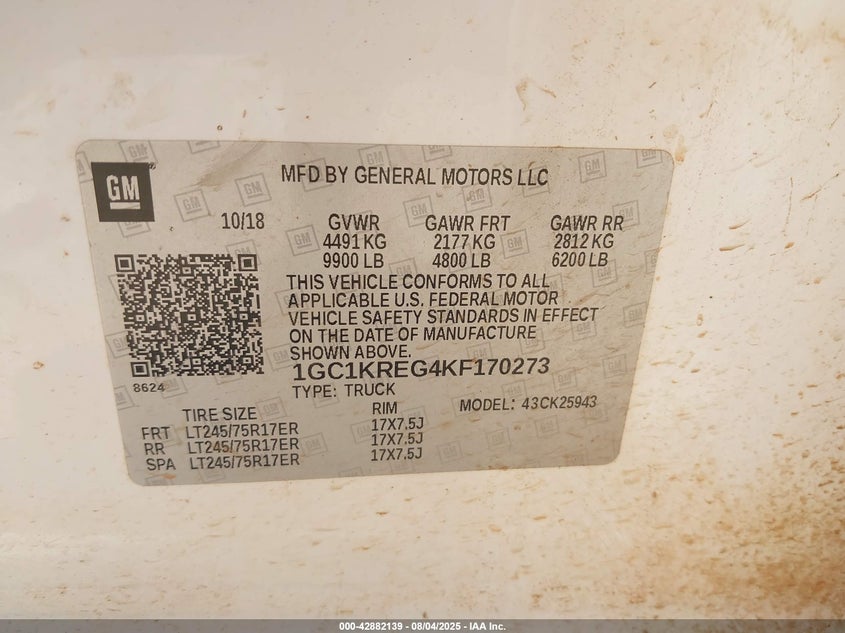 GM
MFD BY GENERAL MOTORS LLC
10/18
GVWR GAWR FRT GAWR RR
4491 KG 2177 KG 2812 KG
9900 LB 4800 LB 6200 LB
THIS VEHICLE CONFORMS TO ALL
APPLICABLE U.S. FEDERAL MOTOR
VEHICLE SAFETY STANDARDS IN EFFECT
ON THE DATE OF MANUFACTURE
SHOWN ABOVE.
1GC1KREG4KF170273
8624
TYPE: TRUCK
MODEL: 43CK25943
TIRE SIZE RIM
FRT LT245/75R17ER 17X7.5J
RR LT245/75R17ER 17X7.5J
SPA LT245/75R17ER 17X7.5J
000-42882139 - 08/04/2025 - IAA Inc.